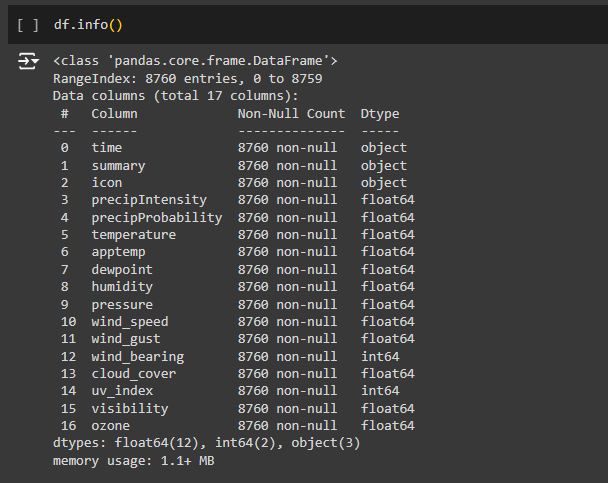 [ ] df.info()
<class 'pandas.core.frame.DataFrame'>
RangeIndex: 8760 entries, 0 to 8759
Data columns (total 17 columns):
 #   Column             Non-Null Count  Dtype
---  ------             --------------  -----
 0   time               8760 non-null   object
 1   summary            8760 non-null   object
 2   icon               8760 non-null   object
 3   precipIntensity    8760 non-null   float64
 4   precipProbability  8760 non-null   float64
 5   temperature        8760 non-null   float64
 6   apptemp            8760 non-null   float64
 7   dewpoint           8760 non-null   float64
 8   humidity           8760 non-null   float64
 9   pressure           8760 non-null   float64
 10  wind_speed         8760 non-null   float64
 11  wind_gust          8760 non-null   float64
 12  wind_bearing       8760 non-null   int64
 13  cloud_cover        8760 non-null   float64
 14  uv_index           8760 non-null   int64
 15  visibility         8760 non-null   float64
 16  ozone              8760 non-null   float64
dtypes: float64(12), int64(2), object(3)
memory usage: 1.1+ MB